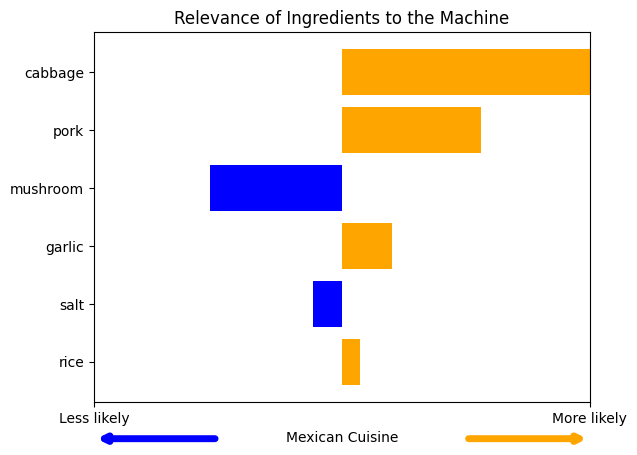 Relevance of Ingredients to the Machine
cabbage
pork
mushroom
garlic
salt
rice
Less likely
More likely
Mexican Cuisine